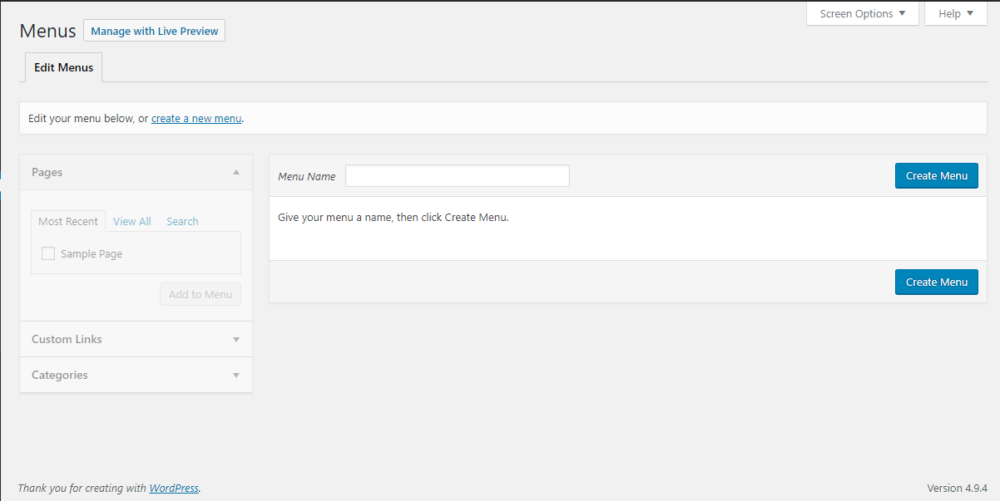 Screen Options
Help
Menus
Manage with Live Preview
Edit Menus
Edit your menu below, or create a new menu.
Pages
Most Recent
View All
Search
Sample Page
Add to Menu
Custom Links
Categories
Menu Name
Create Menu
Give your menu a name, then click Create Menu.
Create Menu
Thank you for creating with WordPress.
Version 4.9.4